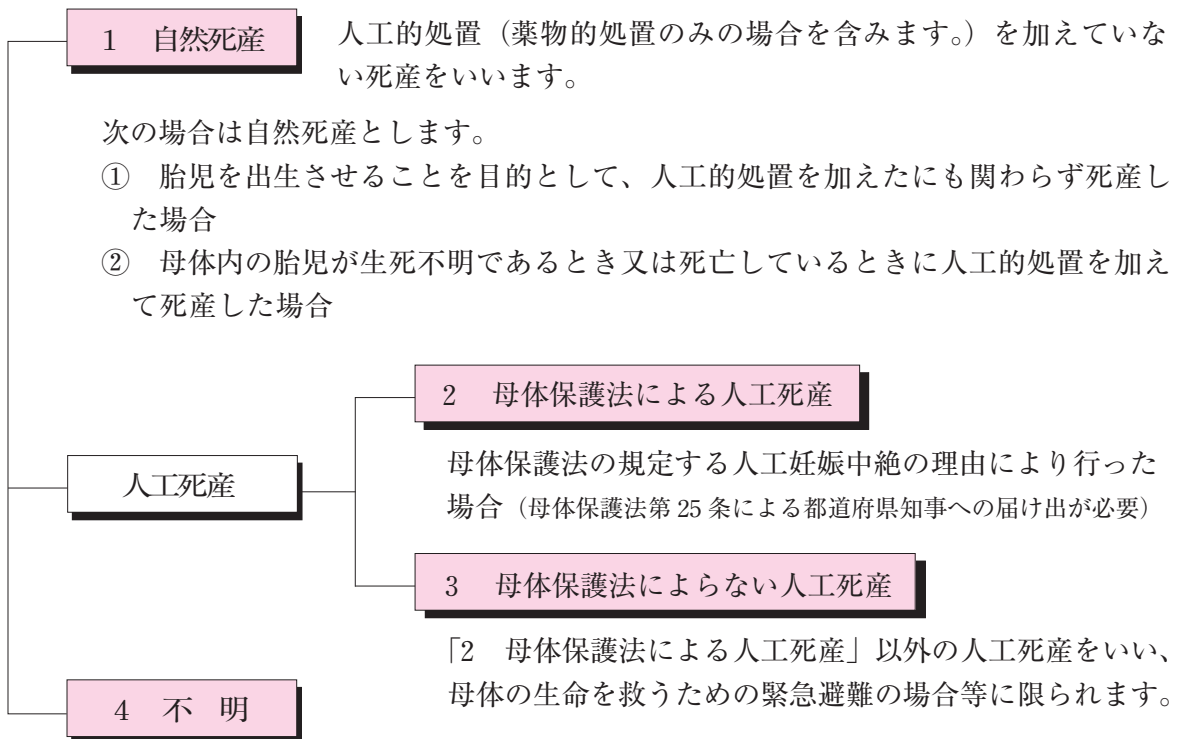 1　自然死産
人工的処置（薬物的処置のみの場合を含みます。）を加えていな
い死産をいいます。
次の場合は自然死産とします。
①　胎児を出生させることを目的として、人工的処置を加えたにも関わらず死産し
た場合
②　母体内の胎児が生死不明であるとき又は死亡しているときに人工的処置を加え
て死産した場合
人工死産
2　母体保護法による人工死産
母体保護法の規定する人工妊娠中絶の理由により行った
場合（母体保護法第 25 条による都道府県知事への届け出が必要）
3　母体保護法によらない人工死産
「2　母体保護法による人工死産」以外の人工死産をいい、
母体の生命を救うための緊急避難の場合等に限られます。
4　不　明